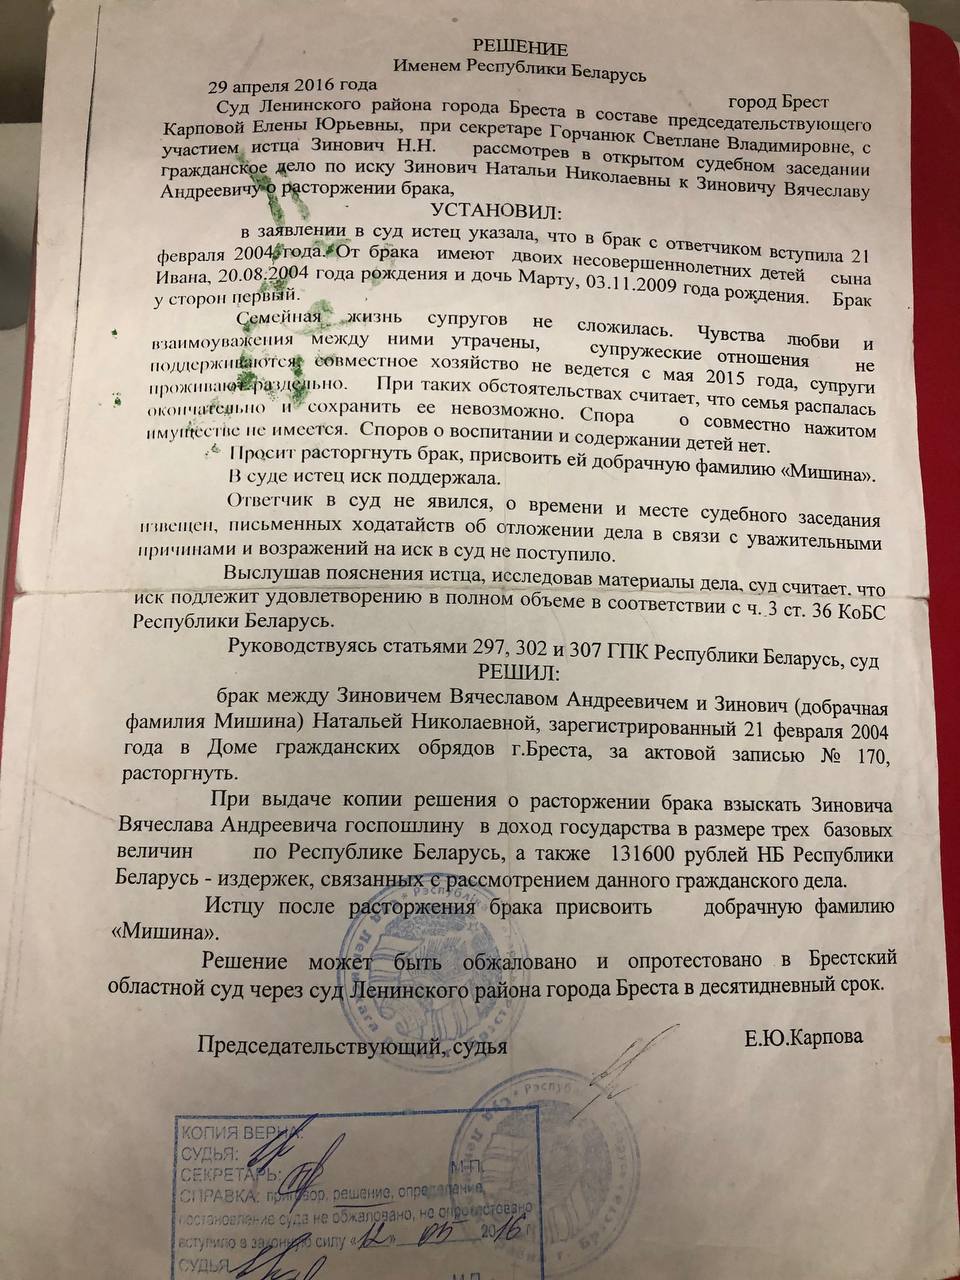 РЕШЕНИЕ
Именем Республики Беларусь
29 апреля 2016 года город Брест
Суд Ленинского района города Бреста в составе председательствующего
Карповой Елены Юрьевны, при секретаре Горчанюк Светлане Владимировне, с
участием истца Зинович Н.Н. рассмотрев в открытом судебном заседании
гражданское дело по иску Зинович Натальи Николаевны к Зиновичу Вячеславу
Андреевичу о расторжении брака,
УСТАНОВИЛ:
в заявлении в суд истец указала, что в брак с ответчиком вступила 21
февраля 2004 года. От брака имеют двоих несовершеннолетних детей сына
Ивана, 20.08.2004 года рождения и дочь Марту, 03.11.2009 года рождения. Брак
у сторон первый.
Семейная жизнь супругов не сложилась. Чувства любви и
взаимоуважения между ними утрачены, супружеские отношения не
поддерживаются, совместное хозяйство не ведется с мая 2015 года, супруги
проживают раздельно. При таких обстоятельствах считает, что семья распалась
окончательно и сохранить ее невозможно. Спора о совместно нажитом
имуществе не имеется. Споров о воспитании и содержании детей нет.
Просит расторгнуть брак, присвоить ей добрачную фамилию «Мишина».
В суде истец иск поддержала.
Ответчик в суд не явился, о времени и месте судебного заседания
извещен, письменных ходатайств об отложении дела в связи с уважительными
причинами и возражений на иск в суд не поступило.
Выслушав пояснения истца, исследовав материалы дела, суд считает, что
иск подлежит удовлетворению в полном объеме в соответствии с ч. 3 ст. 36 КоБС
Республики Беларусь.
Руководствуясь статьями 297, 302 и 307 ГПК Республики Беларусь, суд
РЕШИЛ:
брак между Зиновичем Вячеславом Андреевичем и Зинович (добрачная
фамилия Мишина) Натальей Николаевной, зарегистрированный 21 февраля 2004
года в Доме гражданских обрядов г.Бреста, за актовой записью № 170,
расторгнуть.
При выдаче копии решения о расторжении брака взыскать Зиновича
Вячеслава Андреевича госпошлину в доход государства в размере трех базовых
величин по Республике Беларусь, а также 131600 рублей НБ Республики
Беларусь - издержек, связанных с рассмотрением данного гражданского дела.
Истцу после расторжения брака присвоить добрачную фамилию
«Мишина».
Решение может быть обжаловано и опротестовано в Брестский
областной суд через суд Ленинского района города Бреста в десятидневный срок.
Председательствующий, судья Е.Ю.Карпова
КОПИЯ ВЕРНА:
СУДЬЯ:
СЕКРЕТАРЬ: М.П.
СПРАВКА: приговор, решение, определение,
постановление суда не обжаловано, не опротестовано
вступило в законную силу «12» 05 2016 г.
СУДЬЯ
М.П.